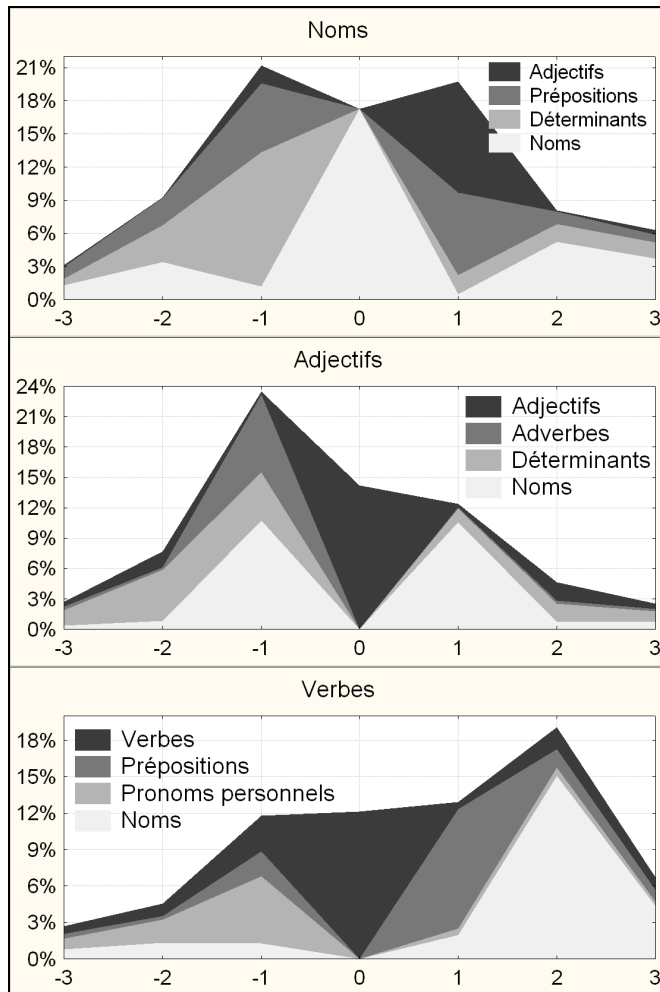 Noms
21%
18%
15%
12%
9%
6%
3%
0%
Adjectifs
Prépositions
Déterminants
Noms
-3 -2 -1 0 1 2 3
Adjectifs
24%
21%
18%
15%
12%
9%
6%
3%
0%
Adjectifs
Adverbes
Déterminants
Noms
-3 -2 -1 0 1 2 3
Verbes
18%
15%
12%
9%
6%
3%
0%
Verbes
Prépositions
Pronoms personnels
Noms
-3 -2 -1 0 1 2 3